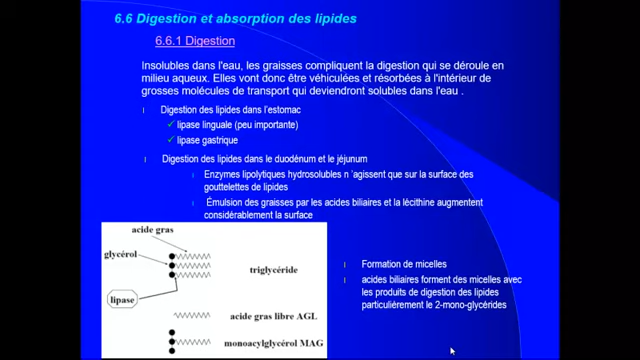 6.6 Digestion et absorption des lipides
6.6.1 Digestion
Insolubles dans l'eau, les graisses compliquent la digestion qui se déroule en
milieu aqueux. Elles vont donc être véhiculées et résorbées à l'intérieur de
grosses molécules de transport qui deviendront solubles dans l'eau .
Digestion des lipides dans l'estomac
✓ lipase linguale (peu importante)
✓ lipase gastrique
Digestion des lipides dans le duodénum et le jéjunum
Enzymes lipolytiques hydrosolubles n 'agissent que sur la surface des
gouttelettes de lipides
Émulsion des graisses par les acides biliaires et la lécithine augmentent
considérablement la surface
acide gras
glycérol
triglycéride
lipase
acide gras libre AGL
monoacylglycérol MAG
Formation de micelles
acides biliaires forment des micelles avec
les produits de digestion des lipides
particulièrement le 2-mono-glycérides